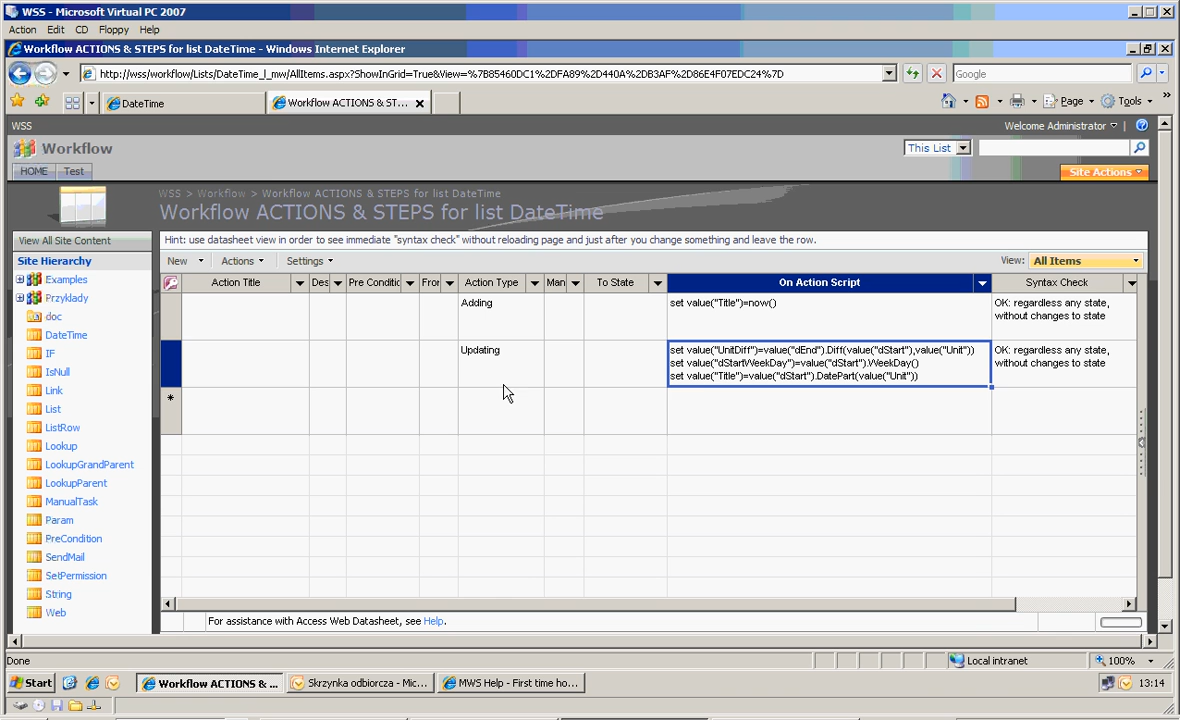 WSS - Microsoft Virtual PC 2007
Action Edit CD Floppy Help
Workflow ACTIONS & STEPS for list DateTime - Windows Internet Explorer
http://wss/workflow/Lists/DateTime_l_mw/AllItems.aspx?ShowInGrid=True&View=%7B85460DC1%2DFA89%2D440A%2DB3AF%2D86E4F07EDC24%7D
Google
DateTime
Workflow ACTIONS & ST...
Page
Tools
WSS
Welcome Administrator
Workflow
This List
HOME
Test
Site Actions
WSS > Workflow > Workflow ACTIONS & STEPS for list DateTime
Workflow ACTIONS & STEPS for list DateTime
View All Site Content
Hint: use datasheet view in order to see immediate "syntax check" without reloading page and just after you change something and leave the row.
Site Hierarchy
New Actions Settings
View: All Items
Examples
Przykłady
doc
DateTime
IF
IsNull
Link
List
ListRow
Lookup
LookupGrandParent
LookupParent
ManualTask
Param
PreCondition
SendMail
SetPermission
String
Web
Action Title Des Pre Conditic Fror Action Type Man To State On Action Script Syntax Check
Adding
set value("Title")=now()
OK: regardless any state,
without changes to state
Updating
set value("UnitDiff")=value("dEnd").Diff(value("dStart"),value("Unit"))
set value("dStartWeekDay")=value("dStart").WeekDay()
set value("Title")=value("dStart").DatePart(value("Unit"))
OK: regardless any state,
without changes to state
*
For assistance with Access Web Datasheet, see Help.
Done
Local intranet
100%
Start
Workflow ACTIONS & ...
Skrzynka odbiorcza - Mic...
MWS Help - First time ho...
13:14